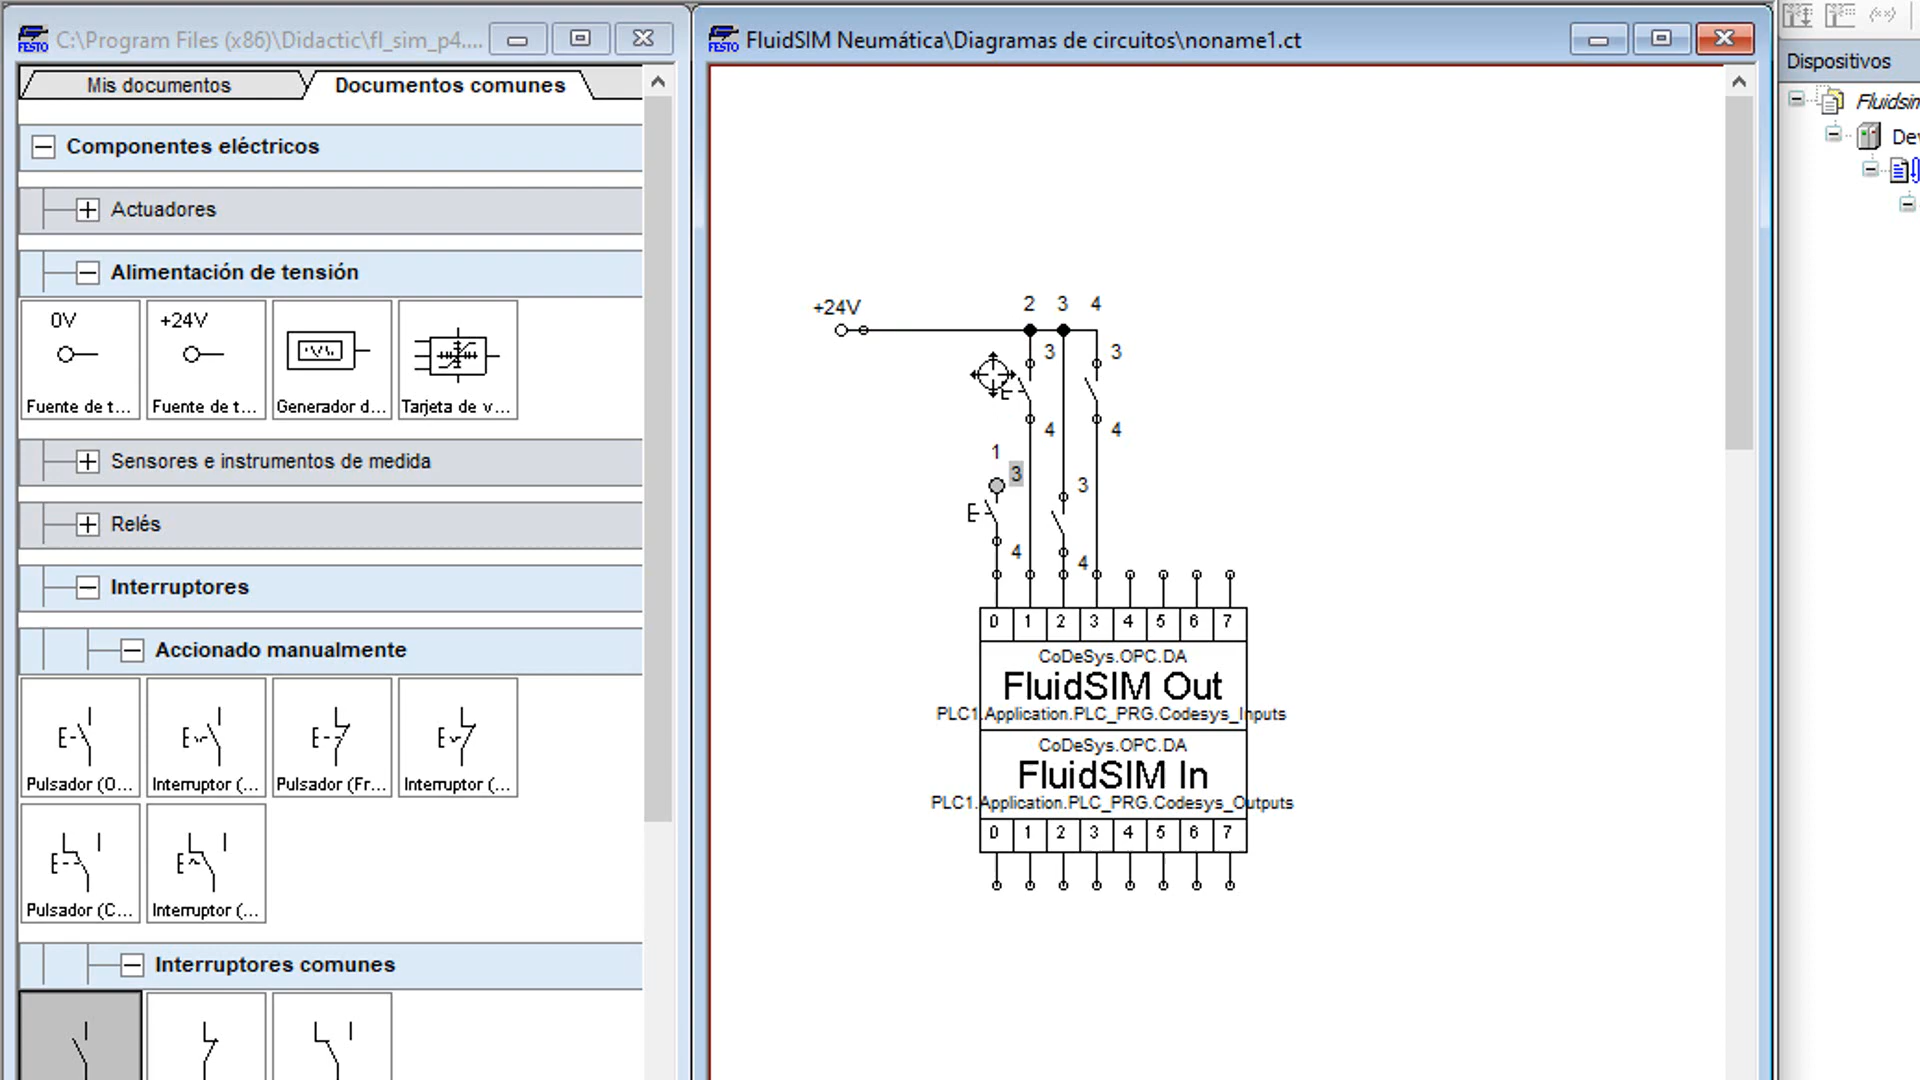 FESTO
C:\Program Files (x86)\Didactic\fl_sim_p4....
Mis documentos
Documentos comunes
Componentes eléctricos
Actuadores
Alimentación de tensión
0V
+24V
Fuente de t...
Fuente de t...
Generador d...
Tarjeta de v...
Sensores e instrumentos de medida
Relés
Interruptores
Accionado manualmente
Pulsador (O...
Interruptor (...
Pulsador (Fr...
Interruptor (...
Pulsador (C...
Interruptor (...
Interruptores comunes
FESTO
FluidSIM Neumática\Diagramas de circuitos\noname1.ct
+24V
2 3 4
3 3
4 4
1
3
3
4
4
0 1 2 3 4 5 6 7
CoDeSys.OPC.DA
FluidSIM Out
PLC1.Application.PLC_PRG.Codesys_Inputs
CoDeSys.OPC.DA
FluidSIM In
PLC1.Application.PLC_PRG.Codesys_Outputs
0 1 2 3 4 5 6 7
Dispositivos
Fluidsim
Dev